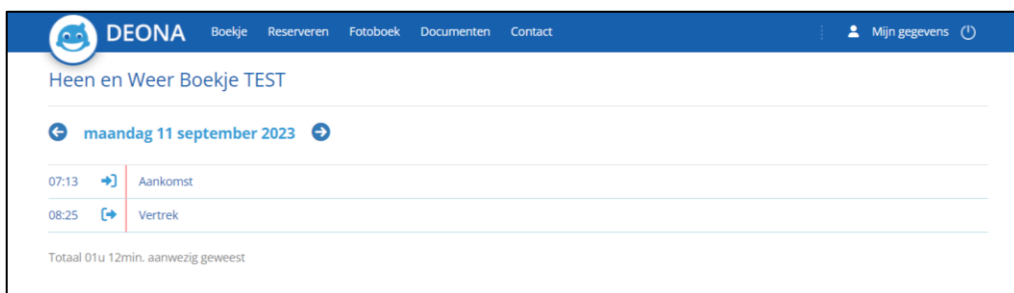 DEONA Boekje Reserveren Fotoboek Documenten Contact Mijn gegevens
Heen en Weer Boekje TEST
maandag 11 september 2023
07:13 Aankomst
08:25 Vertrek
Totaal 01u 12min. aanwezig geweest